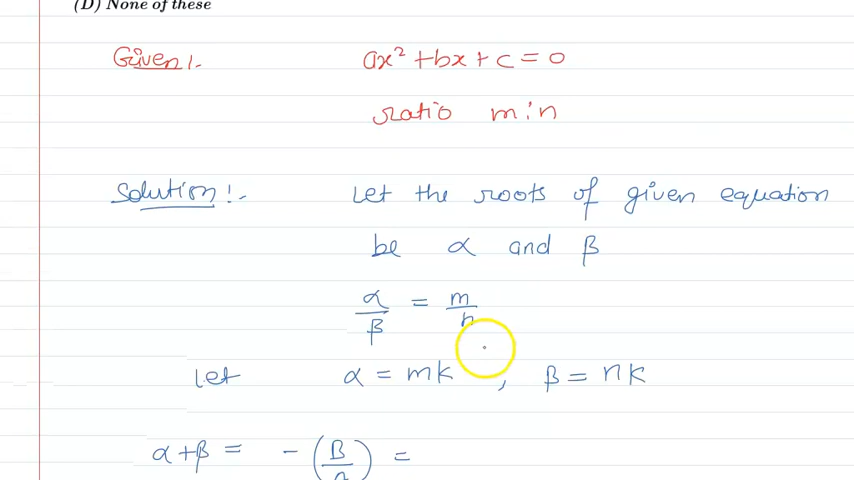 (D) None of these
Given:- ax² + bx + c = 0
ratio m:n
Solution:- Let the roots of given equation
be α and β
α/β = m/n
Let α = mk , β = nk
α+β = -(B/a) =